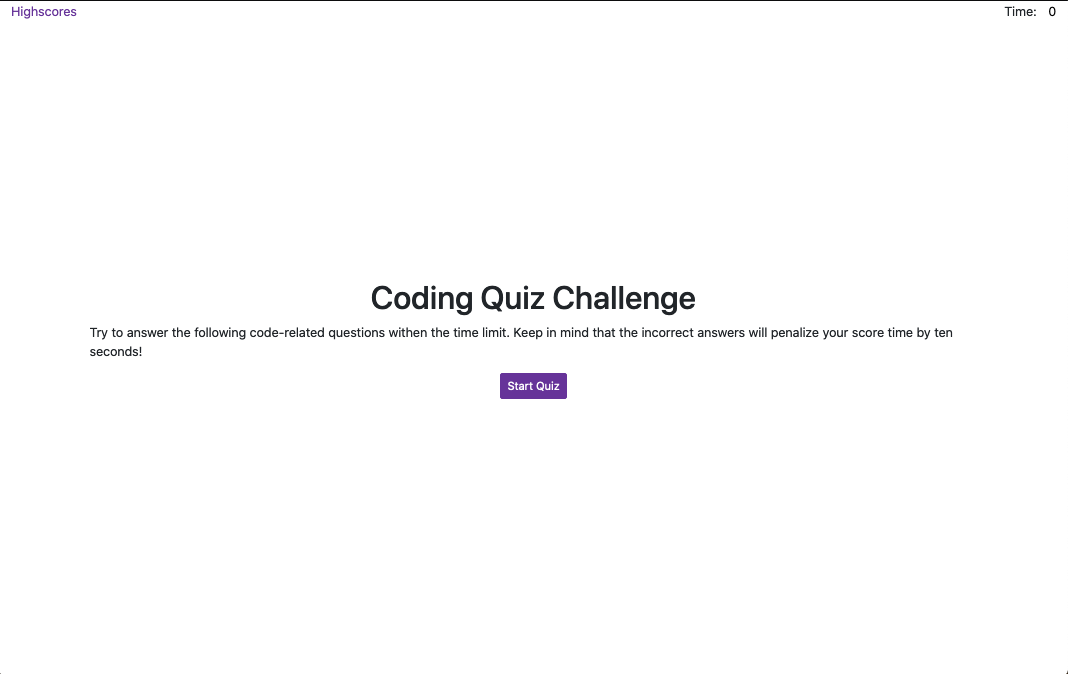 Highscores
Time: 0
Coding Quiz Challenge
Try to answer the following code-related questions withen the time limit. Keep in mind that the incorrect answers will penalize your score time by ten
seconds!
Start Quiz